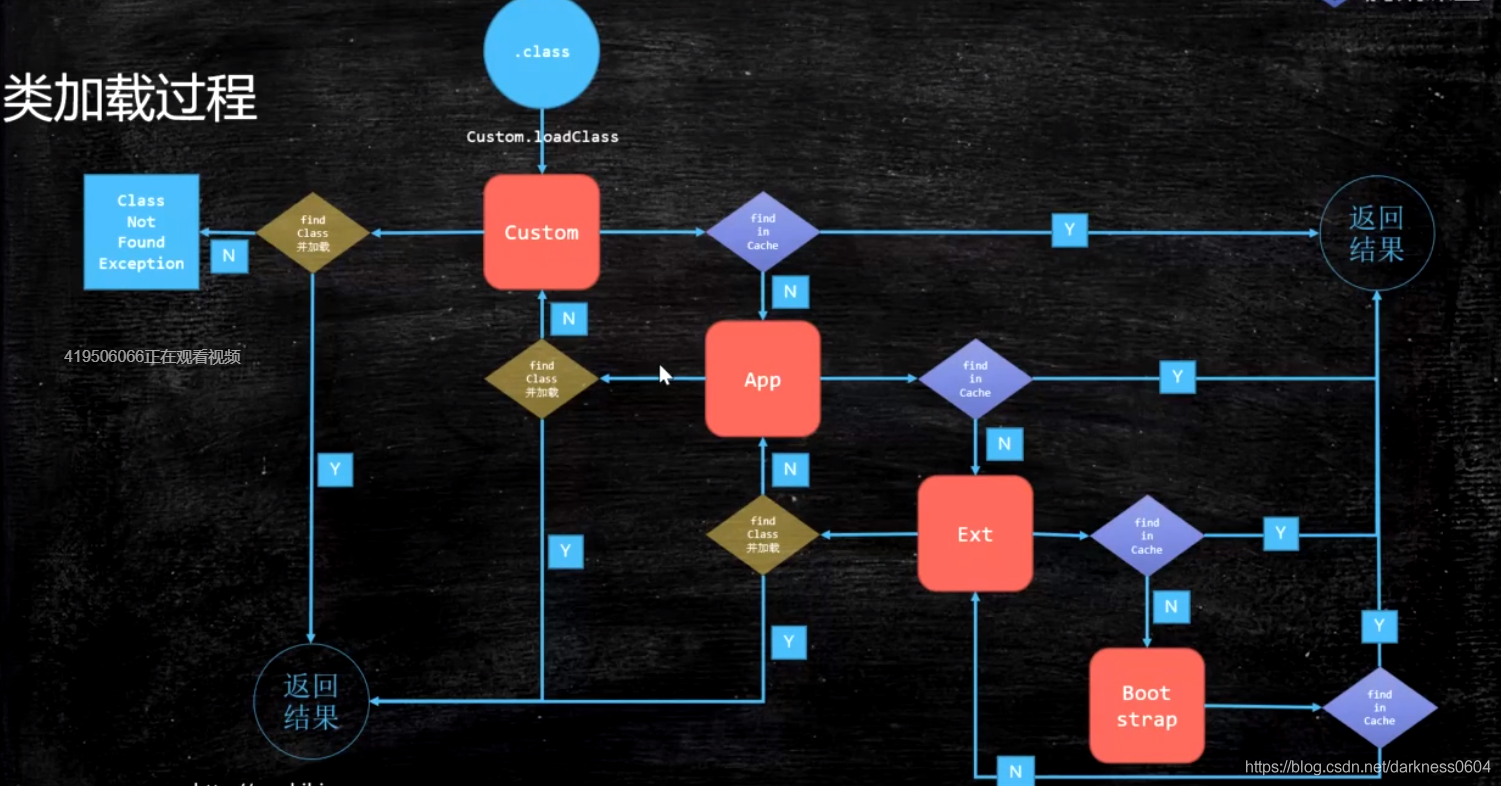 .class
类加载过程
Custom.loadClass
Class
Not
Found
Exception
N
find
Class
并加载
Custom
find
in
Cache
Y
返回
结果
N
N
419506066正在观看视频
find
Class
并加载
App
find
in
Cache
Y
Y
N
N
find
Class
并加载
Ext
find
in
Cache
Y
Y
N
Y
Y
返回
结果
Boot
strap
find
in
Cache
N
https://blog.csdn.net/darkness0604